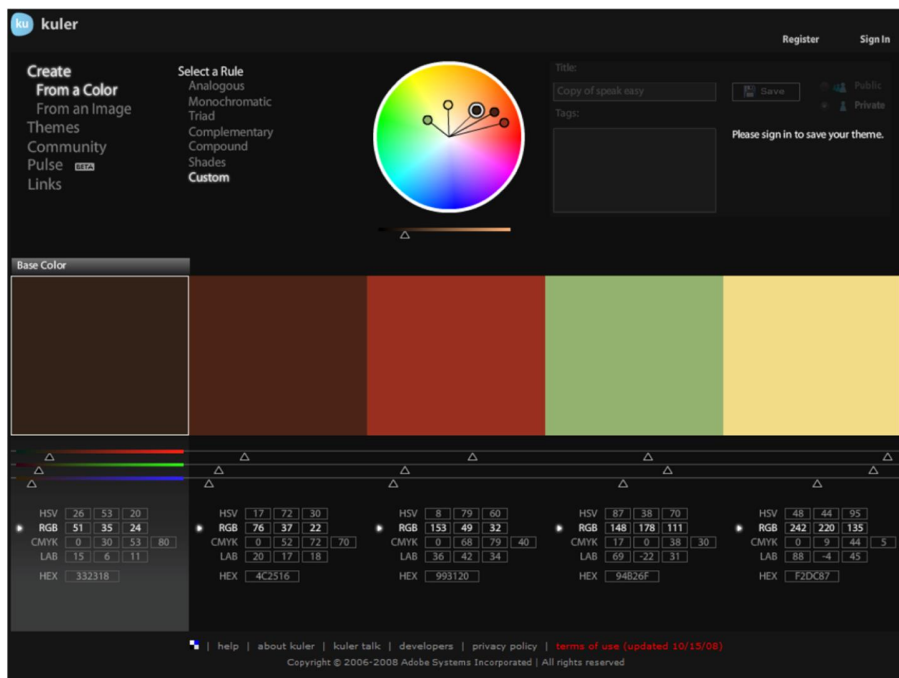 ku kuler
Register Sign In
Create
From a Color
From an Image
Themes
Community
Pulse BETA
Links
Select a Rule
Analogous
Monochromatic
Triad
Complementary
Compound
Shades
Custom
Title:
Copy of speak easy
Tags:
Save
Public
Private
Please sign in to save your theme.
Base Color
HSV 26 53 20
RGB 51 35 24
CMYK 0 30 53 80
LAB 15 6 11
HEX 332318
HSV 17 72 30
RGB 76 37 22
CMYK 0 52 72 70
LAB 20 17 18
HEX 4C2516
HSV 8 79 60
RGB 153 49 32
CMYK 0 68 79 40
LAB 36 42 34
HEX 993120
HSV 87 38 70
RGB 148 178 111
CMYK 17 0 38 30
LAB 69 -22 31
HEX 94B26F
HSV 48 44 95
RGB 242 220 135
CMYK 0 9 44 5
LAB 88 -4 45
HEX F2DC87
| help | about kuler | kuler talk | developers | privacy policy | terms of use (updated 10/15/08)
Copyright © 2006-2008 Adobe Systems Incorporated | All rights reserved